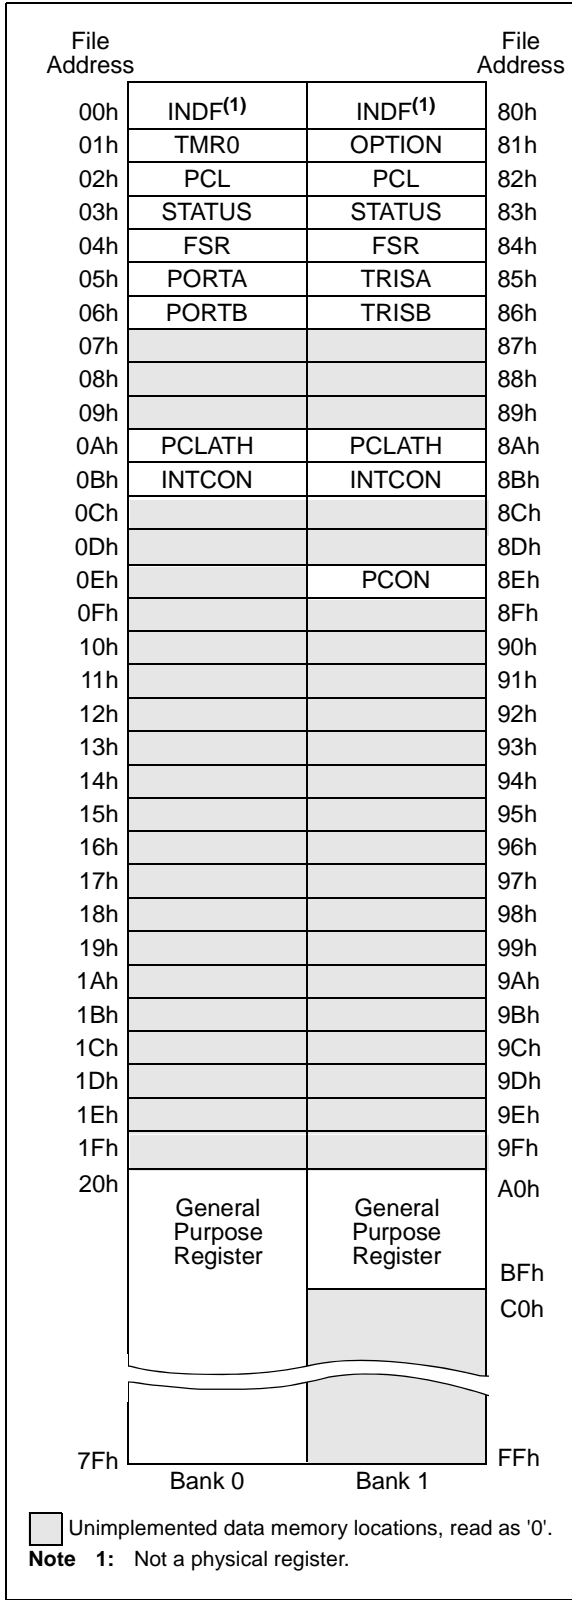 File Address File Address
00h INDF(1) INDF(1) 80h
01h TMR0 OPTION 81h
02h PCL PCL 82h
03h STATUS STATUS 83h
04h FSR FSR 84h
05h PORTA TRISA 85h
06h PORTB TRISB 86h
07h 87h
08h 88h
09h 89h
0Ah PCLATH PCLATH 8Ah
0Bh INTCON INTCON 8Bh
0Ch 8Ch
0Dh 8Dh
0Eh PCON 8Eh
0Fh 8Fh
10h 90h
11h 91h
12h 92h
13h 93h
14h 94h
15h 95h
16h 96h
17h 97h
18h 98h
19h 99h
1Ah 9Ah
1Bh 9Bh
1Ch 9Ch
1Dh 9Dh
1Eh 9Eh
1Fh 9Fh
20h A0h
General General
Purpose Purpose
Register Register
BFh
C0h
7Fh FFh
Bank 0 Bank 1
Unimplemented data memory locations, read as '0'.
Note 1: Not a physical register.